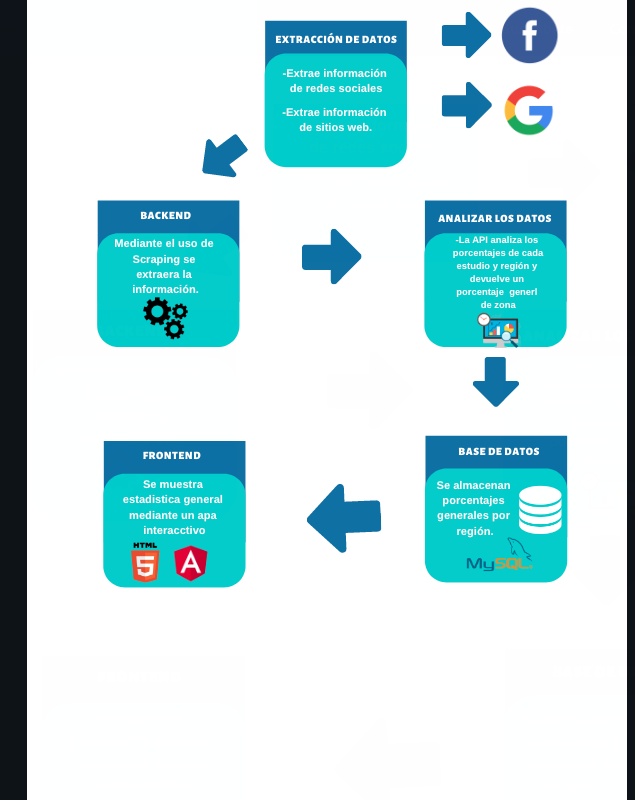 EXTRACCIÓN DE DATOS
-Extrae información
de redes sociales
-Extrae información
de sitios web.
f
G
BACKEND
Mediante el uso de
Scraping se
extraera la
información.
ANALIZAR LOS DATOS
-La API analiza los
porcentajes de cada
estudio y región y
devuelve un
porcentaje generl
de zona
FRONTEND
Se muestra
estadistica general
mediante un apa
interacctivo
HTML
5
A
BASE DE DATOS
Se almacenan
porcentajes
generales por
región.
MySQL